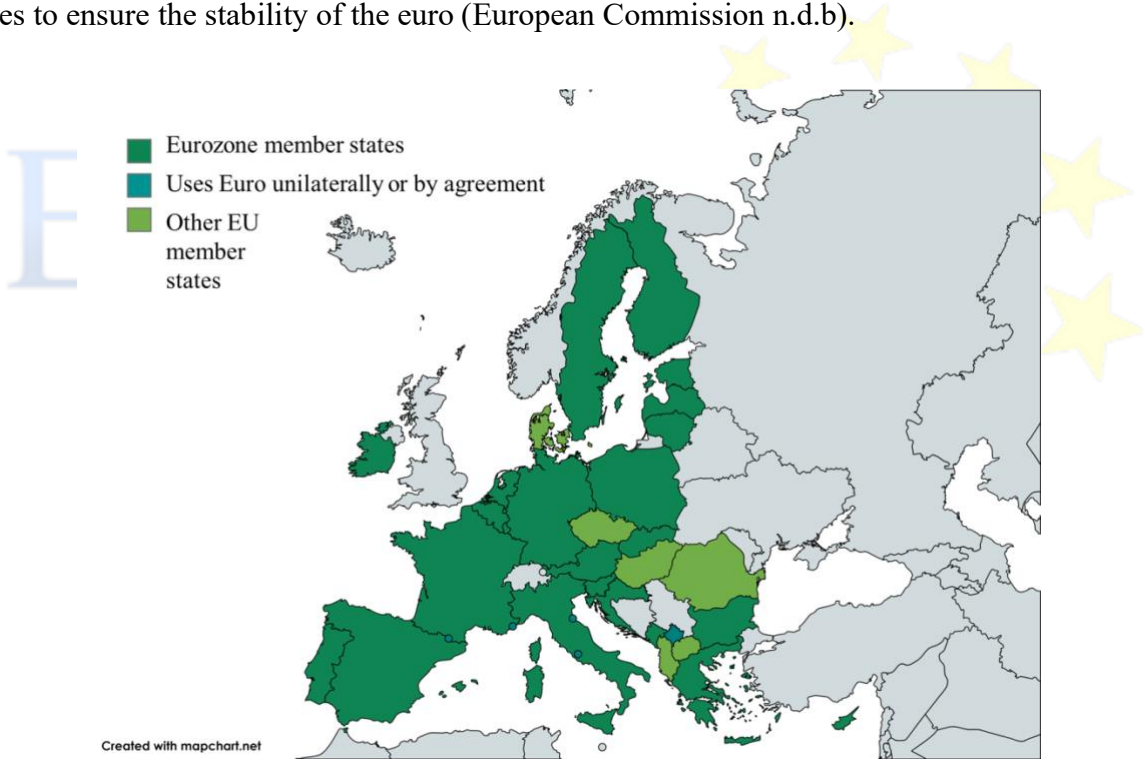 es to ensure the stability of the euro (European Commission n.d.b).
Eurozone member states
Uses Euro unilaterally or by agreement
Other EU
member
states
Created with mapchart.net